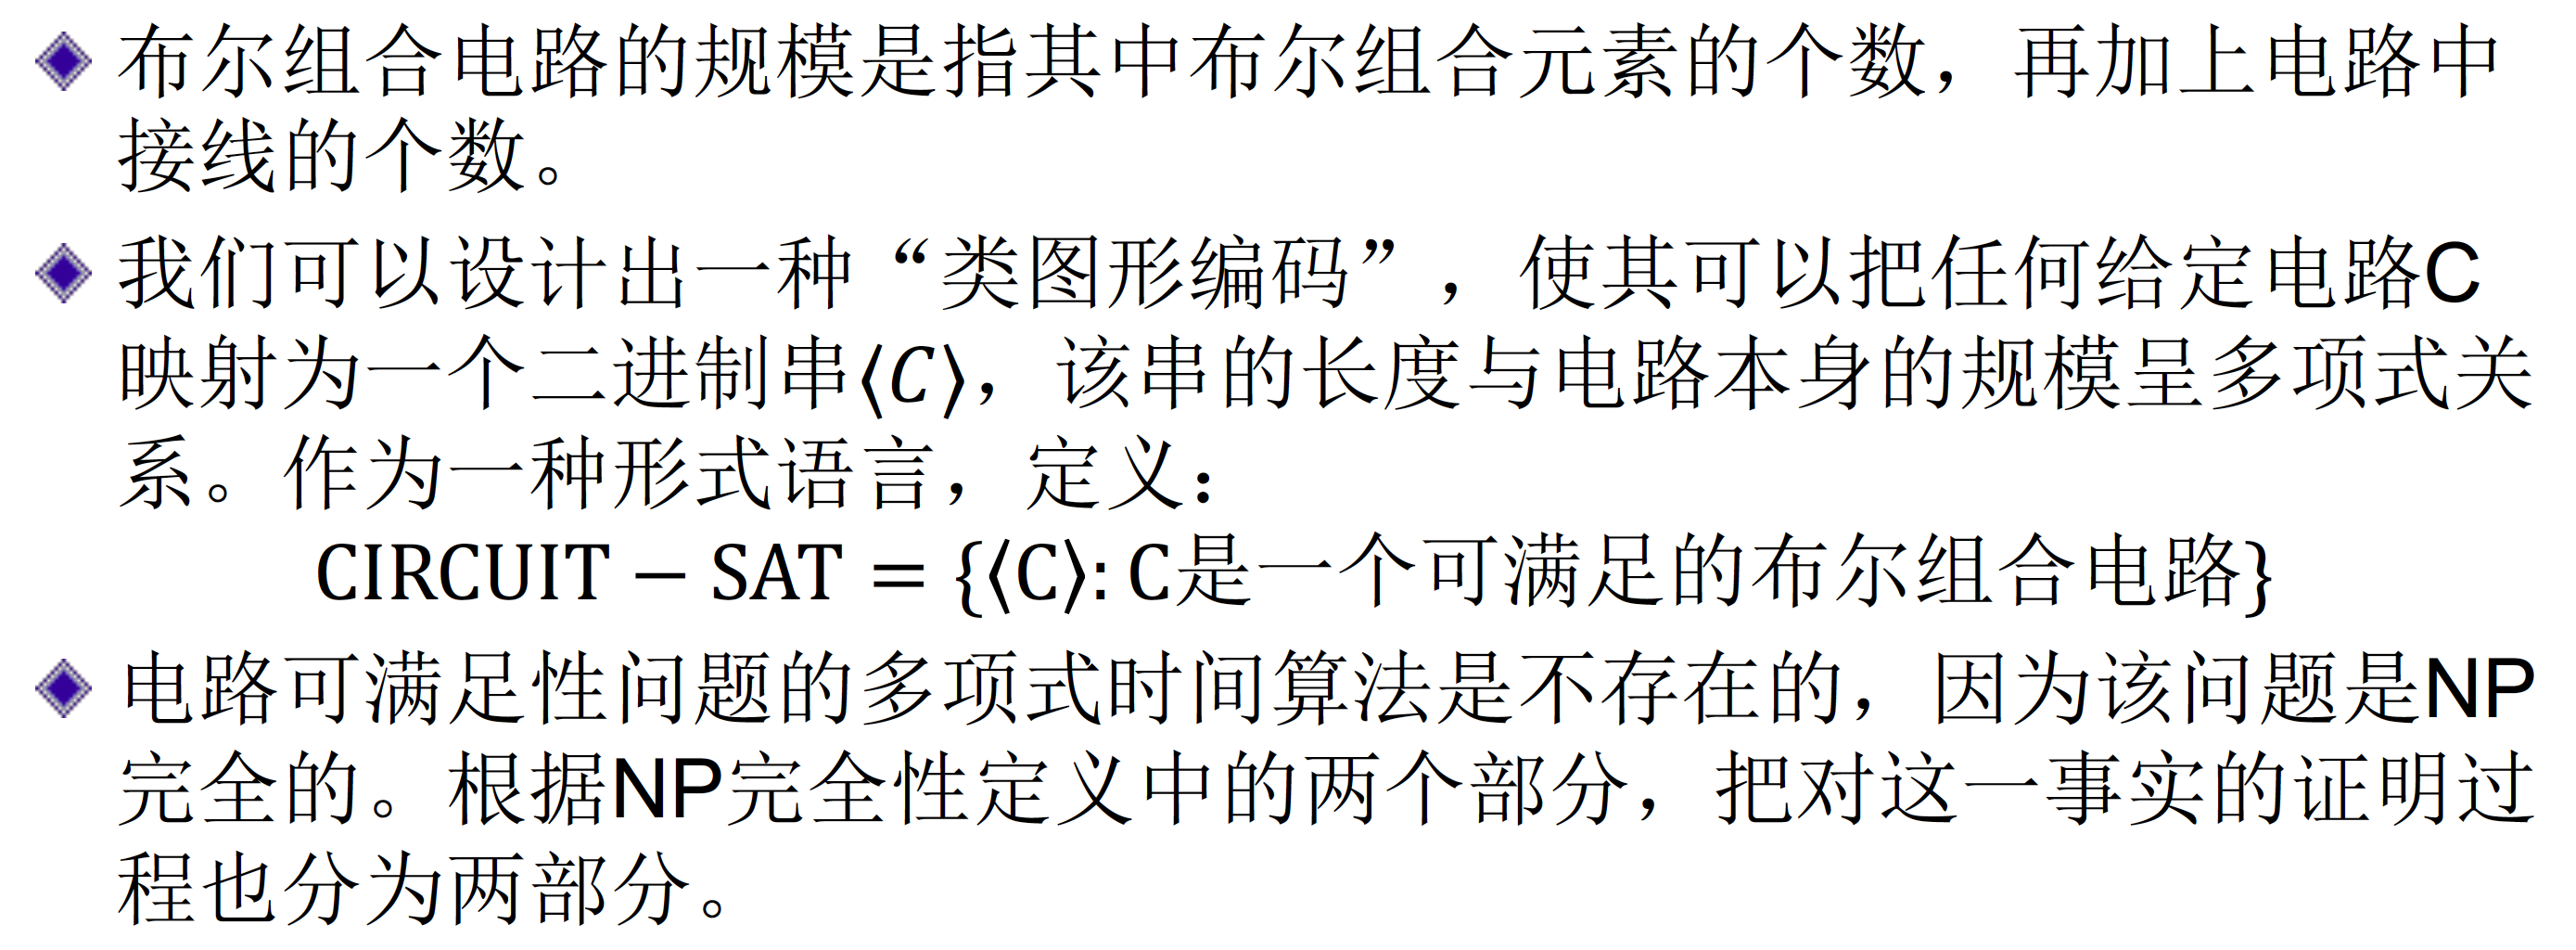 布尔组合电路的规模是指其中布尔组合元素的个数，再加上电路中
接线的个数。
我们可以设计出一种“类图形编码”，使其可以把任何给定电路C
映射为一个二进制串⟨C⟩，该串的长度与电路本身的规模呈多项式关
系。作为一种形式语言，定义：
CIRCUIT − SAT = {⟨C⟩: C是一个可满足的布尔组合电路}
电路可满足性问题的多项式时间算法是不存在的，因为该问题是NP
完全的。根据NP完全性定义中的两个部分，把对这一事实的证明过
程也分为两部分。